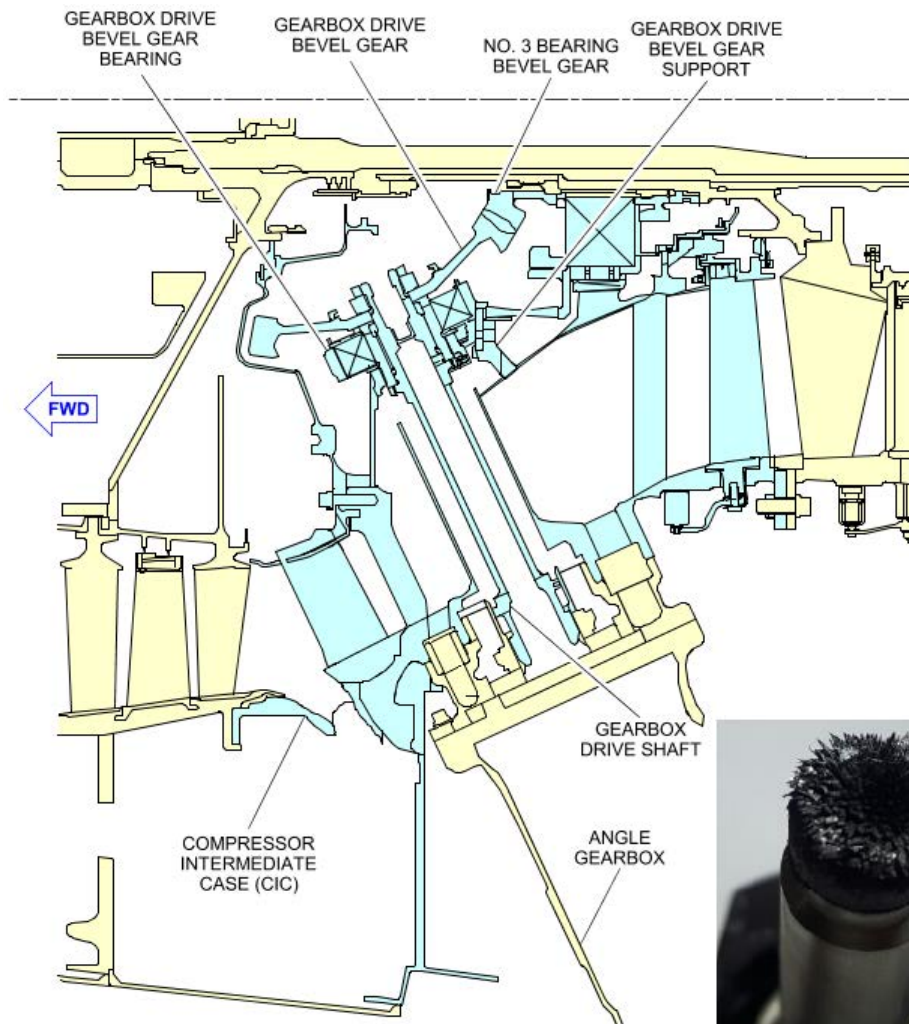 GEARBOX DRIVE
BEVEL GEAR
BEARING
GEARBOX DRIVE
BEVEL GEAR
NO. 3 BEARING
BEVEL GEAR
GEARBOX DRIVE
BEVEL GEAR
SUPPORT
FWD
GEARBOX
DRIVE SHAFT
COMPRESSOR
INTERMEDIATE
CASE (CIC)
ANGLE
GEARBOX